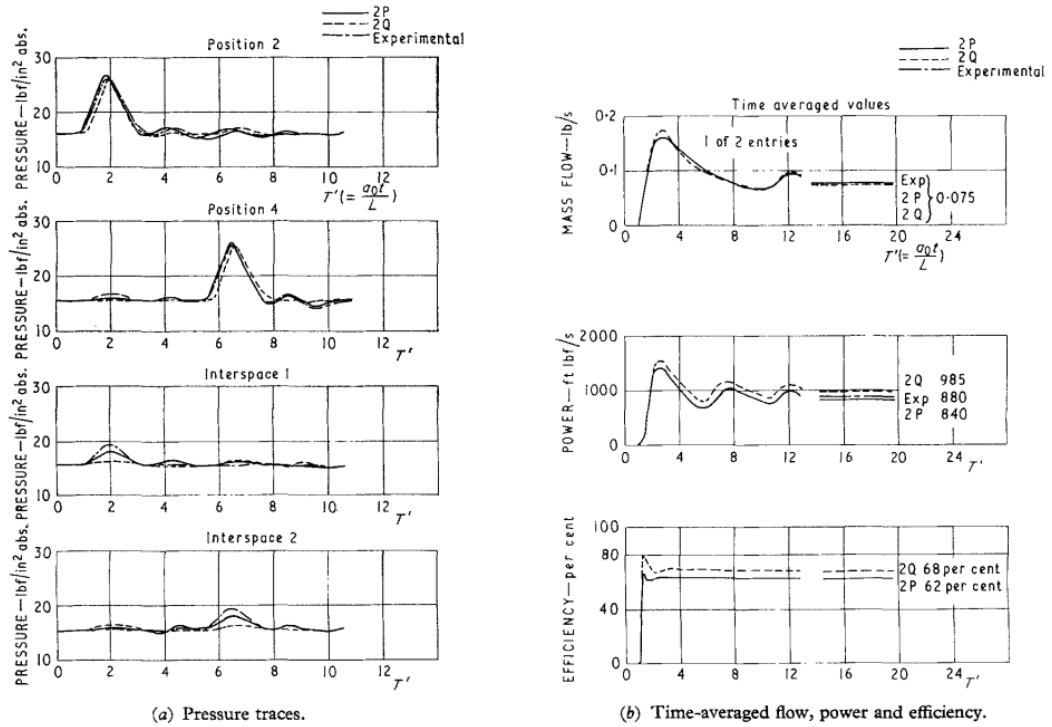 2P
2Q
Experimental
Position 2
PRESSURE—lbf/in² abs.
30
20
10
0 2 4 6 8 10 12
T'(= a₀t/L)
Position 4
PRESSURE—lbf/in² abs.
30
20
10
0 2 4 6 8 10 12 T'
Interspace 1
PRESSURE—lbf/in² abs.
30
20
10
0 2 4 6 8 10 12 T'
Interspace 2
PRESSURE—lbf/in² abs.
30
20
10
0 2 4 6 8 10 12 T'
(a) Pressure traces.
2P
2Q
Experimental
Time averaged values
MASS FLOW—lb/s
0·2
0·1
0
1 of 2 entries
Exp
2P } 0·075
2Q
0 4 8 12 16 20 24
T'(= a₀t/L)
POWER—ft lbf/s
2000
1000
0
2Q 985
Exp 880
2P 840
0 4 8 12 16 20 24 T'
EFFICIENCY—per cent
100
80
60
40
0
2Q 68 per cent
2P 62 per cent
0 4 8 12 16 20 24 T'
(b) Time-averaged flow, power and efficiency.